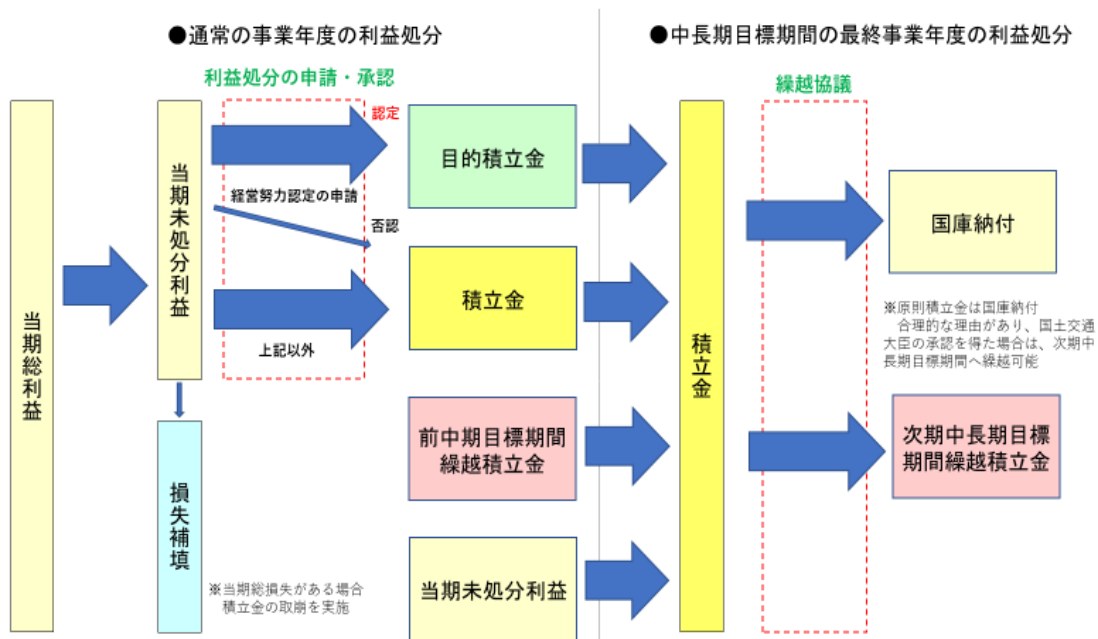 ●通常の事業年度の利益処分
利益処分の申請・承認
当期総利益
当期未処分利益
損失補填
認定
経営努力認定の申請
否認
上記以外
※当期総損失がある場合
積立金の取崩を実施
目的積立金
積立金
前中期目標期間
繰越積立金
当期未処分利益
●中長期目標期間の最終事業年度の利益処分
繰越協議
積立金
国庫納付
※原則積立金は国庫納付
合理的な理由があり、国土交通
大臣の承認を得た場合は、次期中
長期目標期間へ繰越可能
次期中長期目標
期間繰越積立金